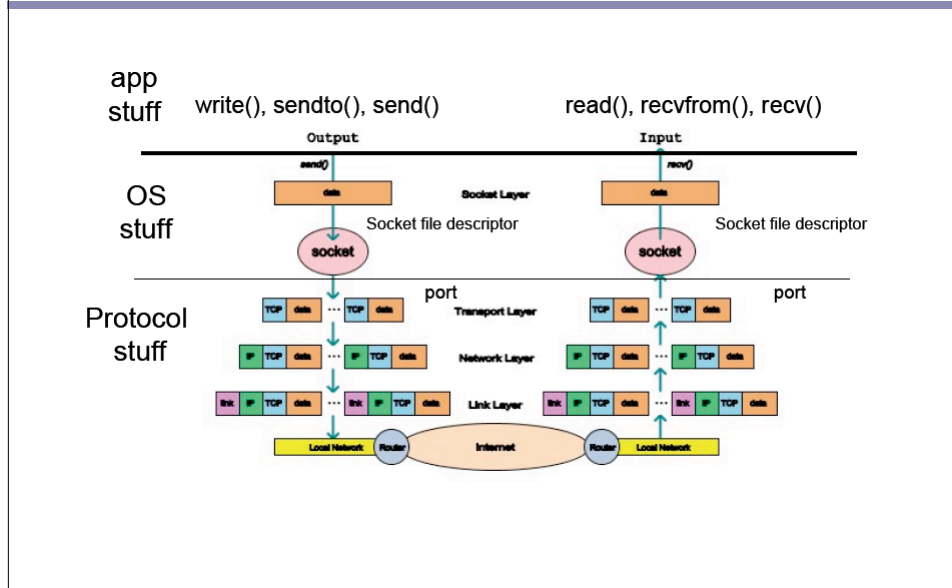 app
stuff
write(), sendto(), send()
read(), recvfrom(), recv()
Output
Input
send()
recv()
OS
stuff
data
Socket Layer
data
Socket file descriptor
Socket file descriptor
socket
socket
port
port
Protocol
stuff
TCP data ... TCP data
Transport Layer
TCP data ... TCP data
IP TCP data ... IP TCP data
Network Layer
IP TCP data ... IP TCP data
link IP TCP data ... link IP TCP data
Link Layer
link IP TCP data ... link IP TCP data
Local Network
Router
Internet
Router
Local Network